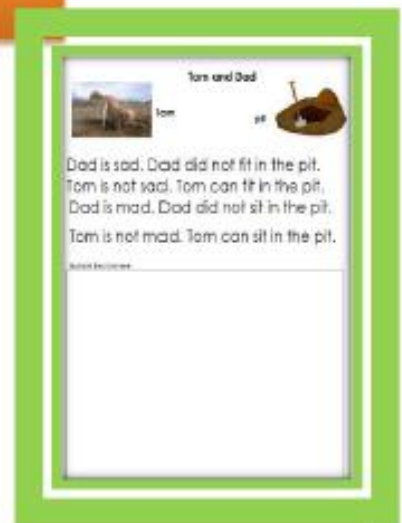 Tom and Dad
Tom
pit
Dad is sad. Dad did not fit in the pit.
Tom is not sad. Tom can fit in the pit.
Dad is mad. Dad did not sit in the pit.
Tom is not mad. Tom can sit in the pit.